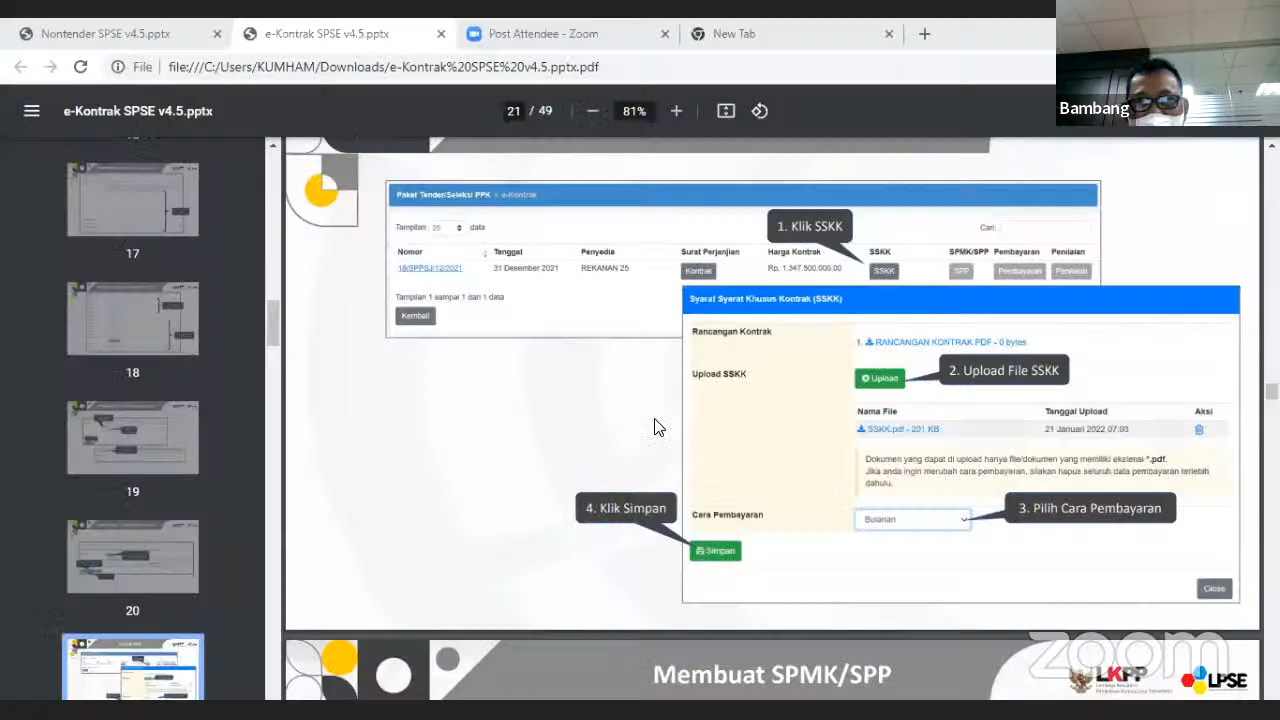 Nontender SPSE v4.5.pptx
e-Kontrak SPSE v4.5.pptx
Post Attendee - Zoom
New Tab
File
file:///C:/Users/KUMHAM/Downloads/e-Kontrak%20SPSE%20v4.5.pptx.pdf
Bambang
e-Kontrak SPSE v4.5.pptx
21 / 49
81%
17
18
19
20
Paket Tender/Seleksi PPK » e-Kontrak
Tampilan 25 data
Cari:
1. Klik SSKK
Nomor Tanggal Penyedia Surat Perjanjian Harga Kontrak SSKK SPMK/SPP Pembayaran Penilaian
18/SPPSJ/12/2021 31 Desember 2021 REKANAN 25 Kontrak Rp. 1.347.500.000,00 SSKK SPP Pembayaran Penilaian
Tampilan 1 sampai 1 dari 1 data
Kembali
Syarat Syarat Khusus Kontrak (SSKK)
Rancangan Kontrak
1. RANCANGAN KONTRAK PDF - 0 bytes
Upload SSKK
Upload
2. Upload File SSKK
Nama File Tanggal Upload Aksi
SSKK.pdf - 201 KB 21 Januari 2022 07:03
Dokumen yang dapat di upload hanya file/dokumen yang memiliki ekstensi *.pdf.
Jika anda ingin merubah cara pembayaran, silakan hapus seluruh data pembayaran terlebih
dahulu.
4. Klik Simpan
Cara Pembayaran
Bulanan
3. Pilih Cara Pembayaran
Simpan
Close
Membuat SPMK/SPP
zoom
LKPP
LPSE